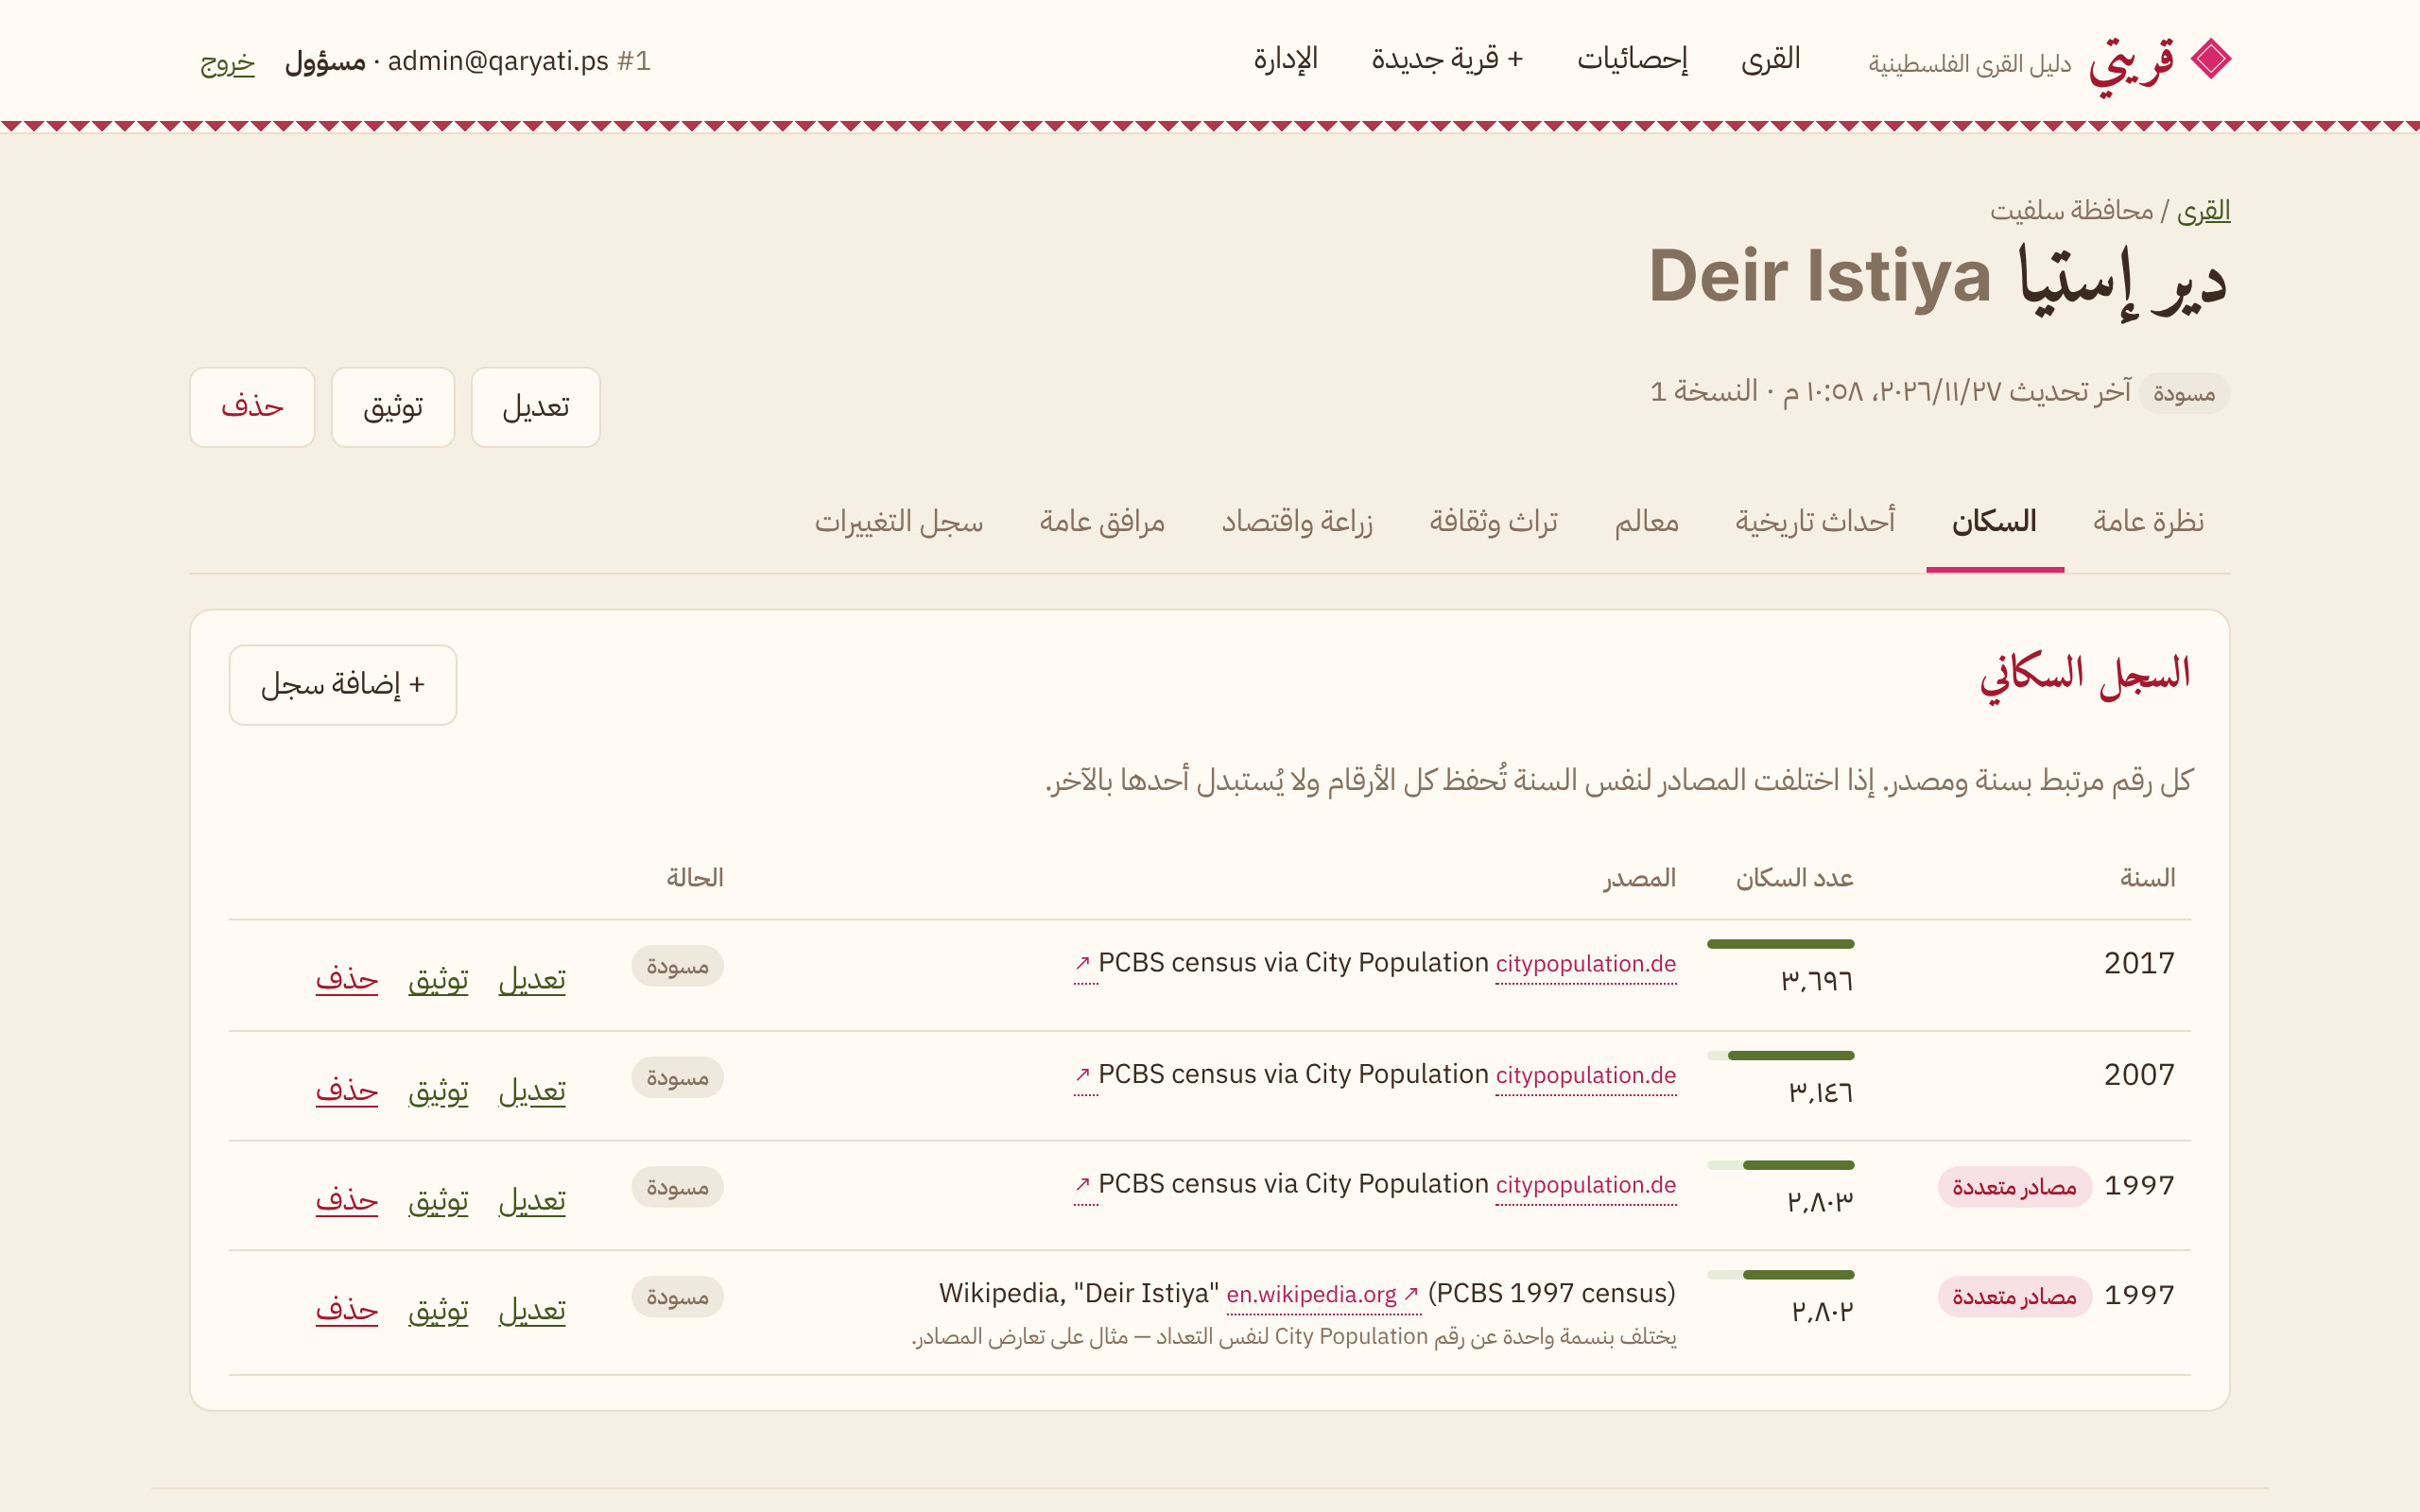 قريتي دليل القرى الفلسطينية القرى إحصائيات + قرية جديدة الإدارة
admin@qaryati.ps #1 · مسؤول خروج
القرى / محافظة سلفيت
دير إستيا Deir Istiya
مسودة آخر تحديث ٢٠٢٦/١١/٢٧، ١٠:٥٨ م · النسخة 1
تعديل توثيق حذف
نظرة عامة السكان أحداث تاريخية معالم تراث وثقافة زراعة واقتصاد مرافق عامة سجل التغييرات
السجل السكاني
+ إضافة سجل
كل رقم مرتبط بسنة ومصدر. إذا اختلفت المصادر لنفس السنة تُحفظ كل الأرقام ولا يُستبدل أحدها بالآخر.
السنة عدد السكان المصدر الحالة
2017 ٣٬٦٩٦ PCBS census via City Population citypopulation.de ↗ مسودة تعديل توثيق حذف
2007 ٣٬١٤٦ PCBS census via City Population citypopulation.de ↗ مسودة تعديل توثيق حذف
1997 مصادر متعددة ٢٬٨٠٣ PCBS census via City Population citypopulation.de ↗ مسودة تعديل توثيق حذف
1997 مصادر متعددة ٢٬٨٠٢ Wikipedia, "Deir Istiya" (PCBS 1997 census) en.wikipedia.org ↗ مسودة تعديل توثيق حذف
يختلف بنسمة واحدة عن رقم City Population لنفس التعداد — مثال على تعارض المصادر.